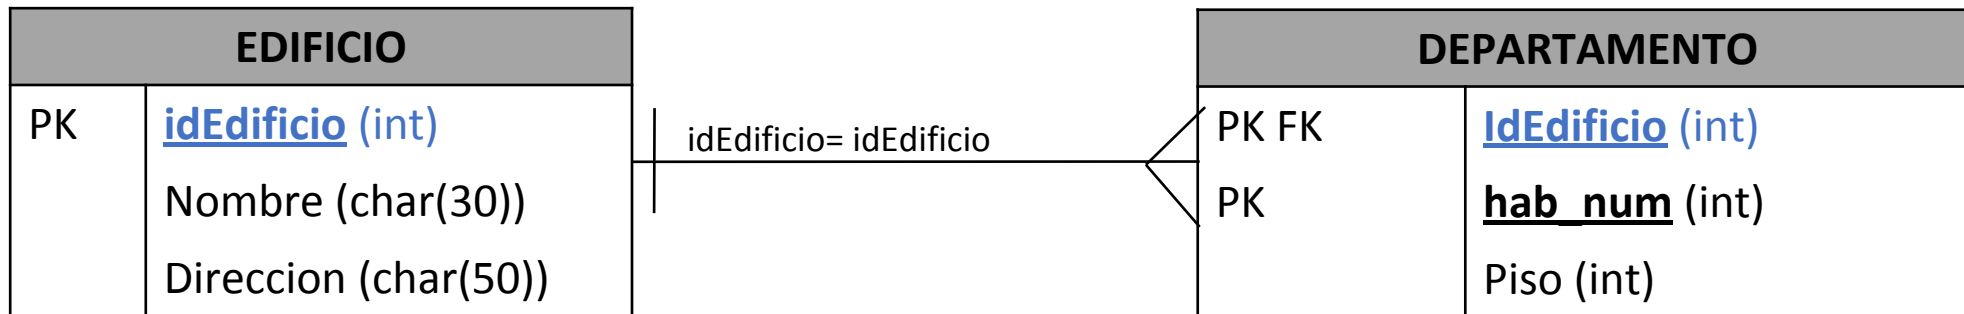 EDIFICIO
PK idEdificio (int)
Nombre (char(30))
Direccion (char(50))
idEdificio= idEdificio
DEPARTAMENTO
PK FK IdEdificio (int)
PK hab_num (int)
Piso (int)